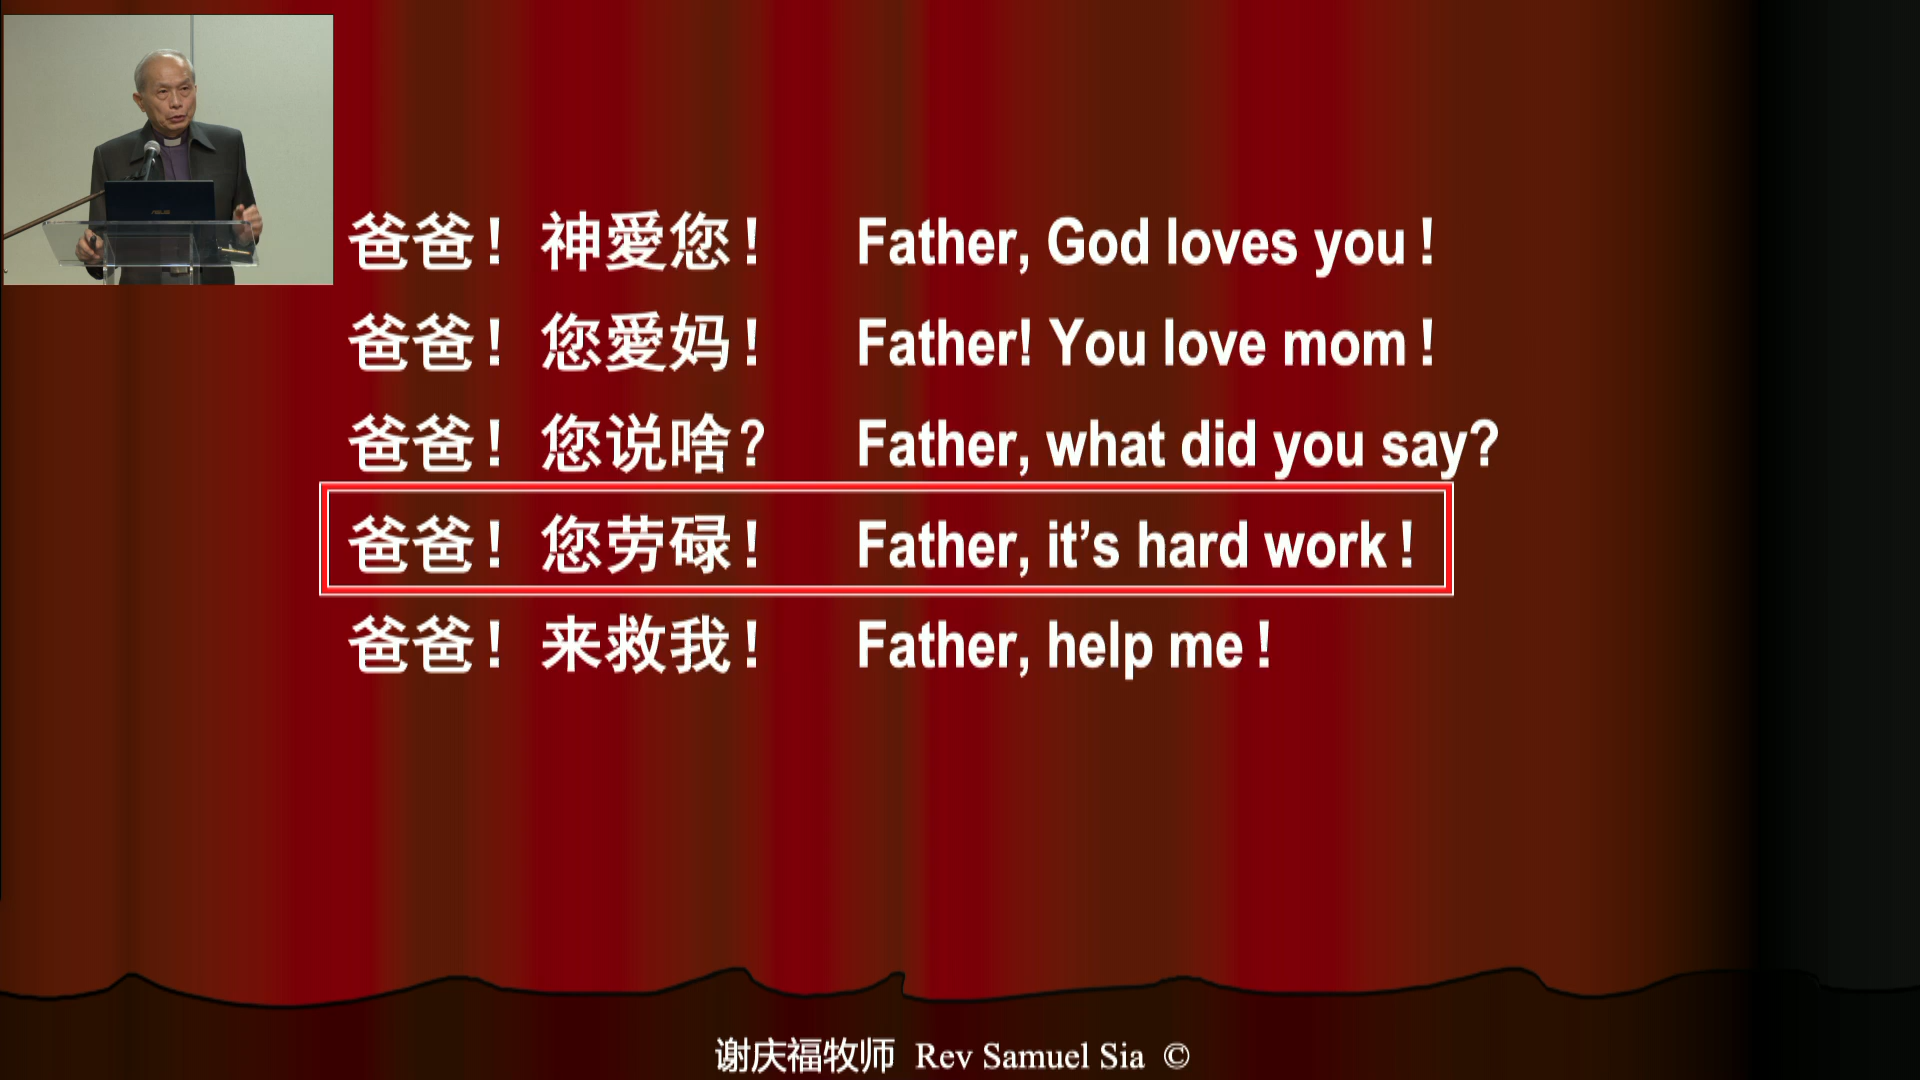 爸爸！ 神愛您！ Father, God loves you !
爸爸！ 您愛妈！ Father! You love mom !
爸爸！ 您说啥？ Father, what did you say?
爸爸！ 您劳碌！ Father, it’s hard work !
爸爸！ 来救我！ Father, help me !
谢庆福牧师 Rev Samuel Sia ©